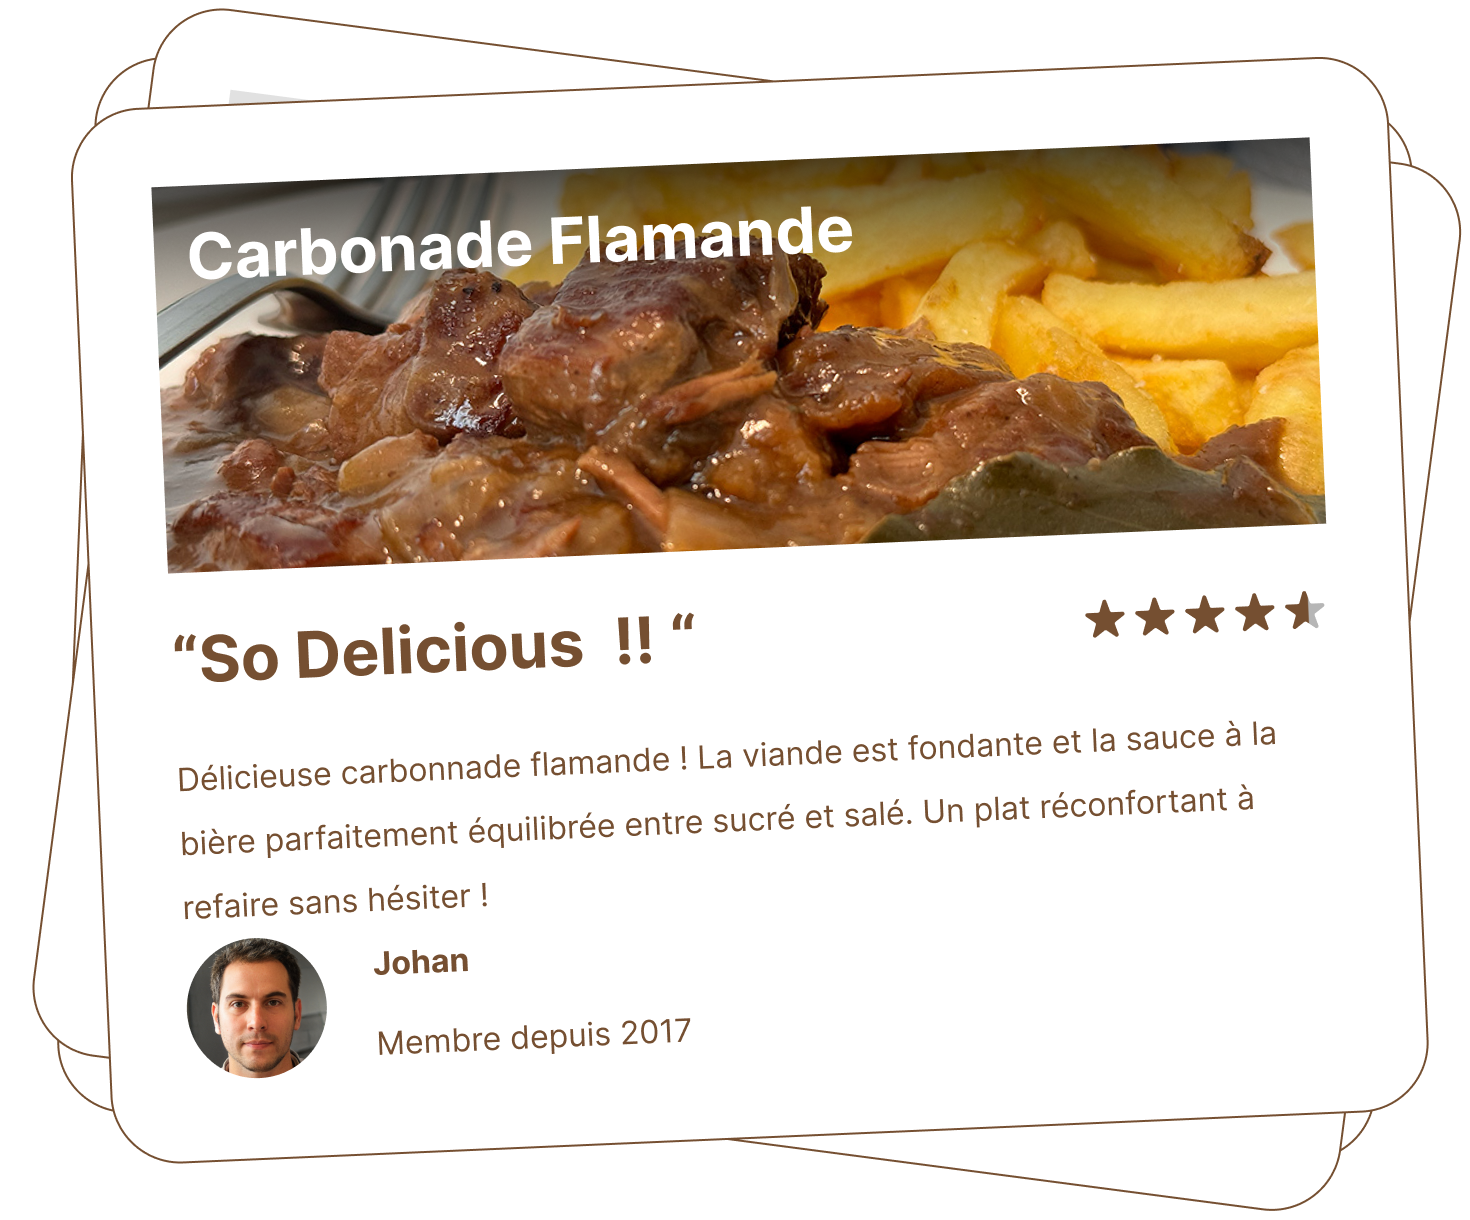 Carbonade Flamande
“So Delicious  !! “
Délicieuse carbonnade flamande ! La viande est fondante et la sauce à la
bière parfaitement équilibrée entre sucré et salé. Un plat réconfortant à
refaire sans hésiter !
Johan
Membre depuis 2017